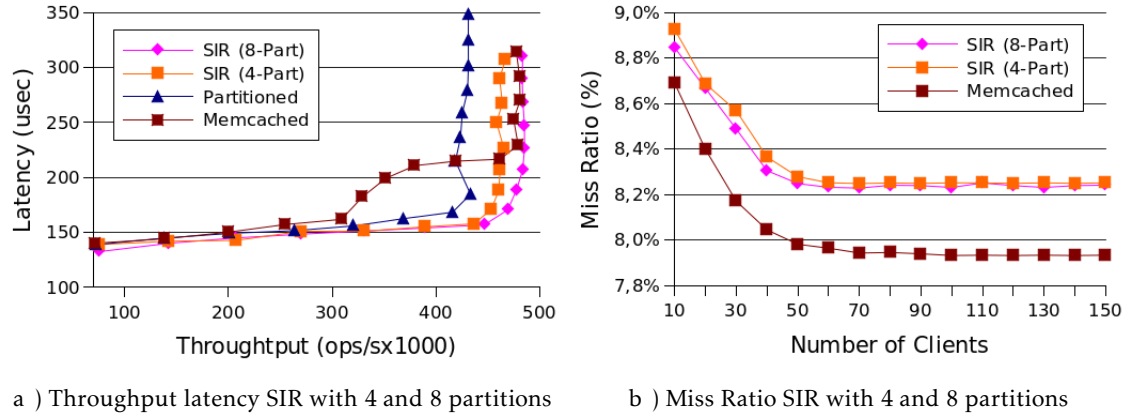 350
300
250
200
150
100
Latency (usec)
SIR (8-Part)
SIR (4-Part)
Partitioned
Memcached
100
200
300
400
500
Throughtput (ops/sx1000)
a ) Throughput latency SIR with 4 and 8 partitions
9,0%
8,8%
8,6%
8,4%
8,2%
8,0%
7,8%
Miss Ratio (%)
SIR (8-Part)
SIR (4-Part)
Memcached
10
30
50
70
90
110
130
150
Number of Clients
b ) Miss Ratio SIR with 4 and 8 partitions